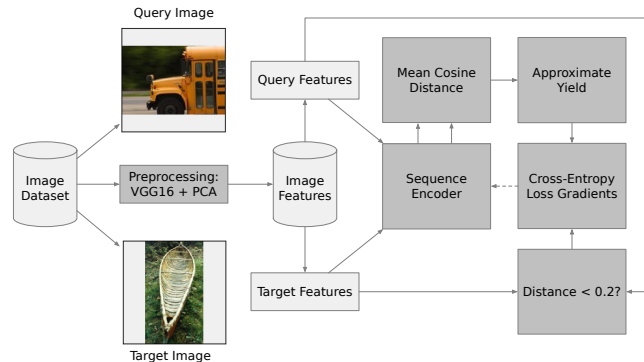 Query Image
Query Features
Mean Cosine
Distance
Approximate
Yield
Image
Dataset
Preprocessing:
VGG16 + PCA
Image
Features
Sequence
Encoder
Cross-Entropy
Loss Gradients
Target Features
Distance < 0.2?
Target Image